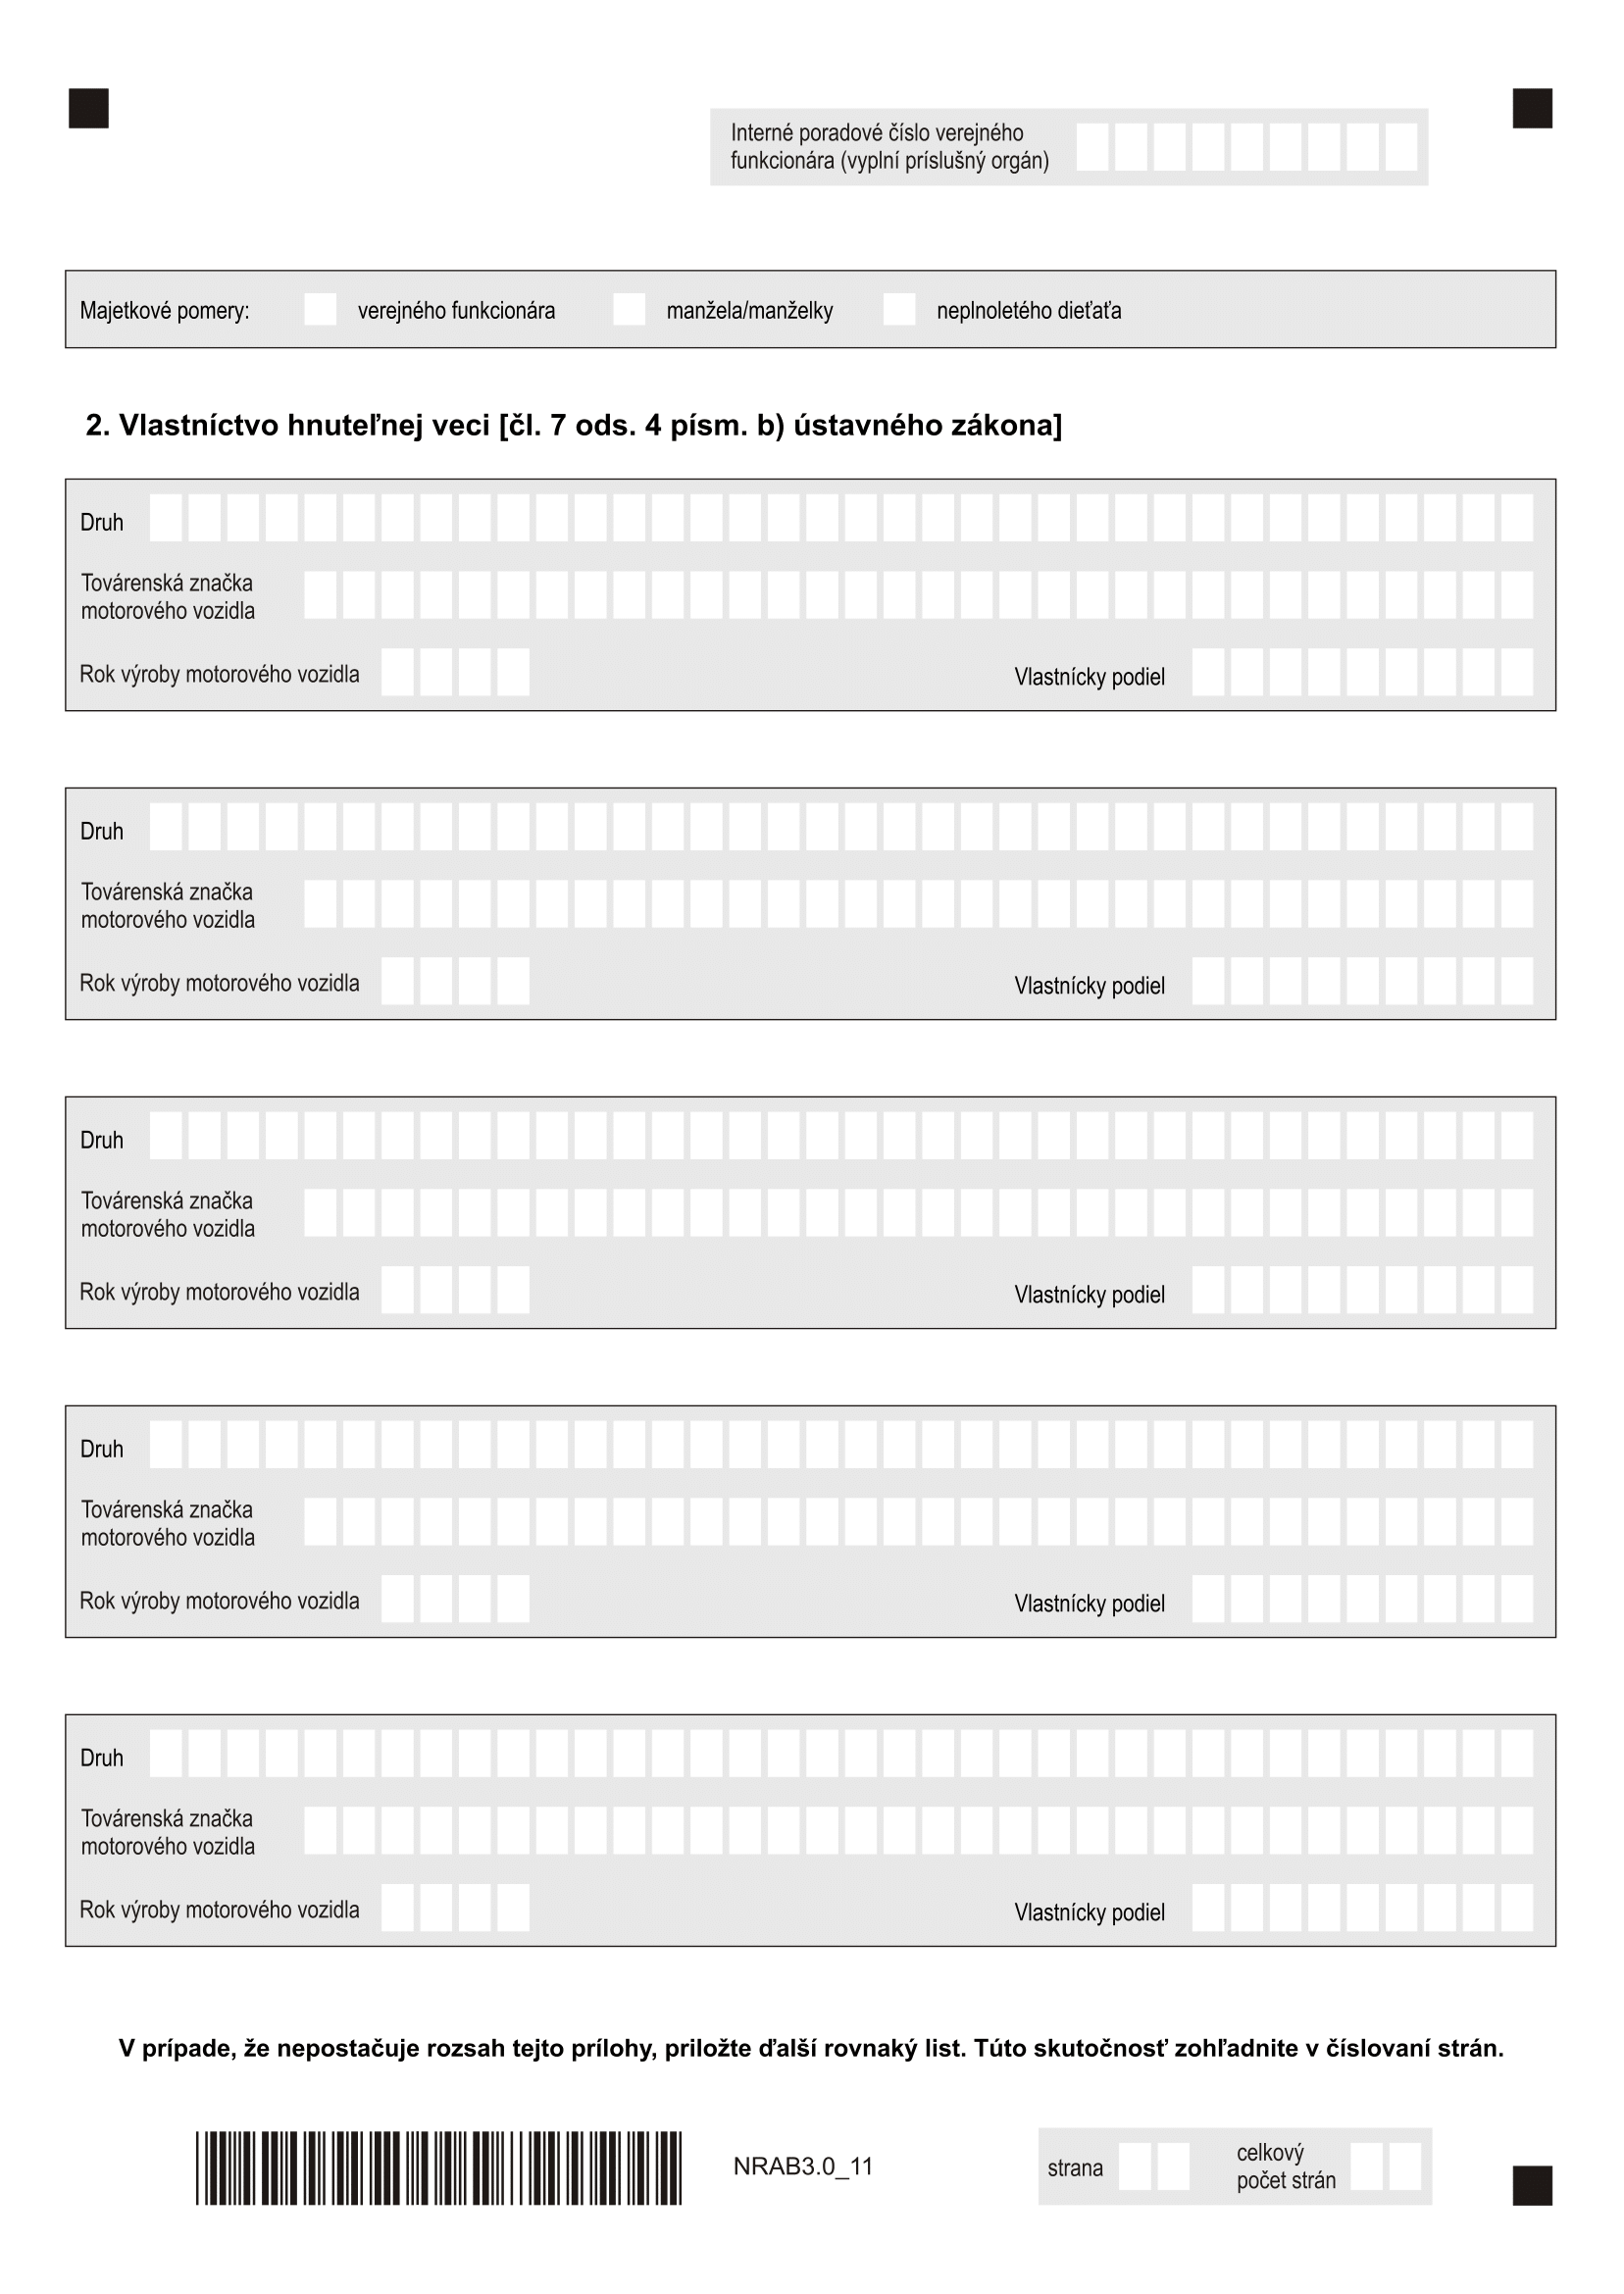 Interné poradové číslo verejného
funkcionára (vyplní príslušný orgán)
Majetkové pomery: verejného funkcionára manžela/manželky neplnoletého dieťaťa
2. Vlastníctvo hnuteľnej veci [čl. 7 ods. 4 písm. b) ústavného zákona]
Druh
Továrenská značka
motorového vozidla
Rok výroby motorového vozidla Vlastnícky podiel
Druh
Továrenská značka
motorového vozidla
Rok výroby motorového vozidla Vlastnícky podiel
Druh
Továrenská značka
motorového vozidla
Rok výroby motorového vozidla Vlastnícky podiel
Druh
Továrenská značka
motorového vozidla
Rok výroby motorového vozidla Vlastnícky podiel
Druh
Továrenská značka
motorového vozidla
Rok výroby motorového vozidla Vlastnícky podiel
V prípade, že nepostačuje rozsah tejto prílohy, priložte ďalší rovnaký list. Túto skutočnosť zohľadnite v číslovaní strán.
NRAB3.0_11
strana
celkový
počet strán